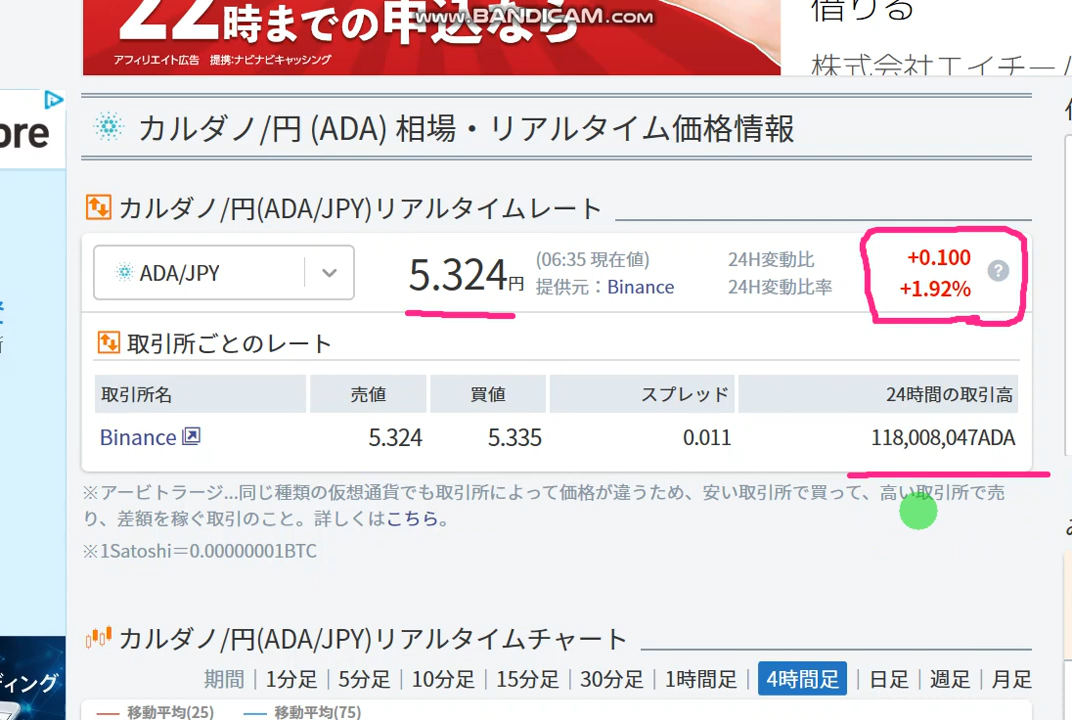 22時までの申込なら
www.BANDICAM.com
アフィリエイト広告 提携:ナビナビキャッシング
借りる
株式会社エイチー
ore
カルダノ/円 (ADA) 相場・リアルタイム価格情報
カルダノ/円(ADA/JPY)リアルタイムレート
ADA/JPY
5.324円
(06:35 現在値)
提供元：Binance
24H変動比
+0.100
24H変動比率
+1.92%
?
取引所ごとのレート
取引所名 売値 買値 スプレッド 24時間の取引高
Binance 5.324 5.335 0.011 118,008,047ADA
※アービトラージ...同じ種類の仮想通貨でも取引所によって価格が違うため、安い取引所で買って、高い取引所で売
り、差額を稼ぐ取引のこと。詳しくはこちら。
※1Satoshi＝0.00000001BTC
カルダノ/円(ADA/JPY)リアルタイムチャート
期間 | 1分足 | 5分足 | 10分足 | 15分足 | 30分足 | 1時間足 | 4時間足 | 日足 | 週足 | 月足
ィング
移動平均(25) 移動平均(75)